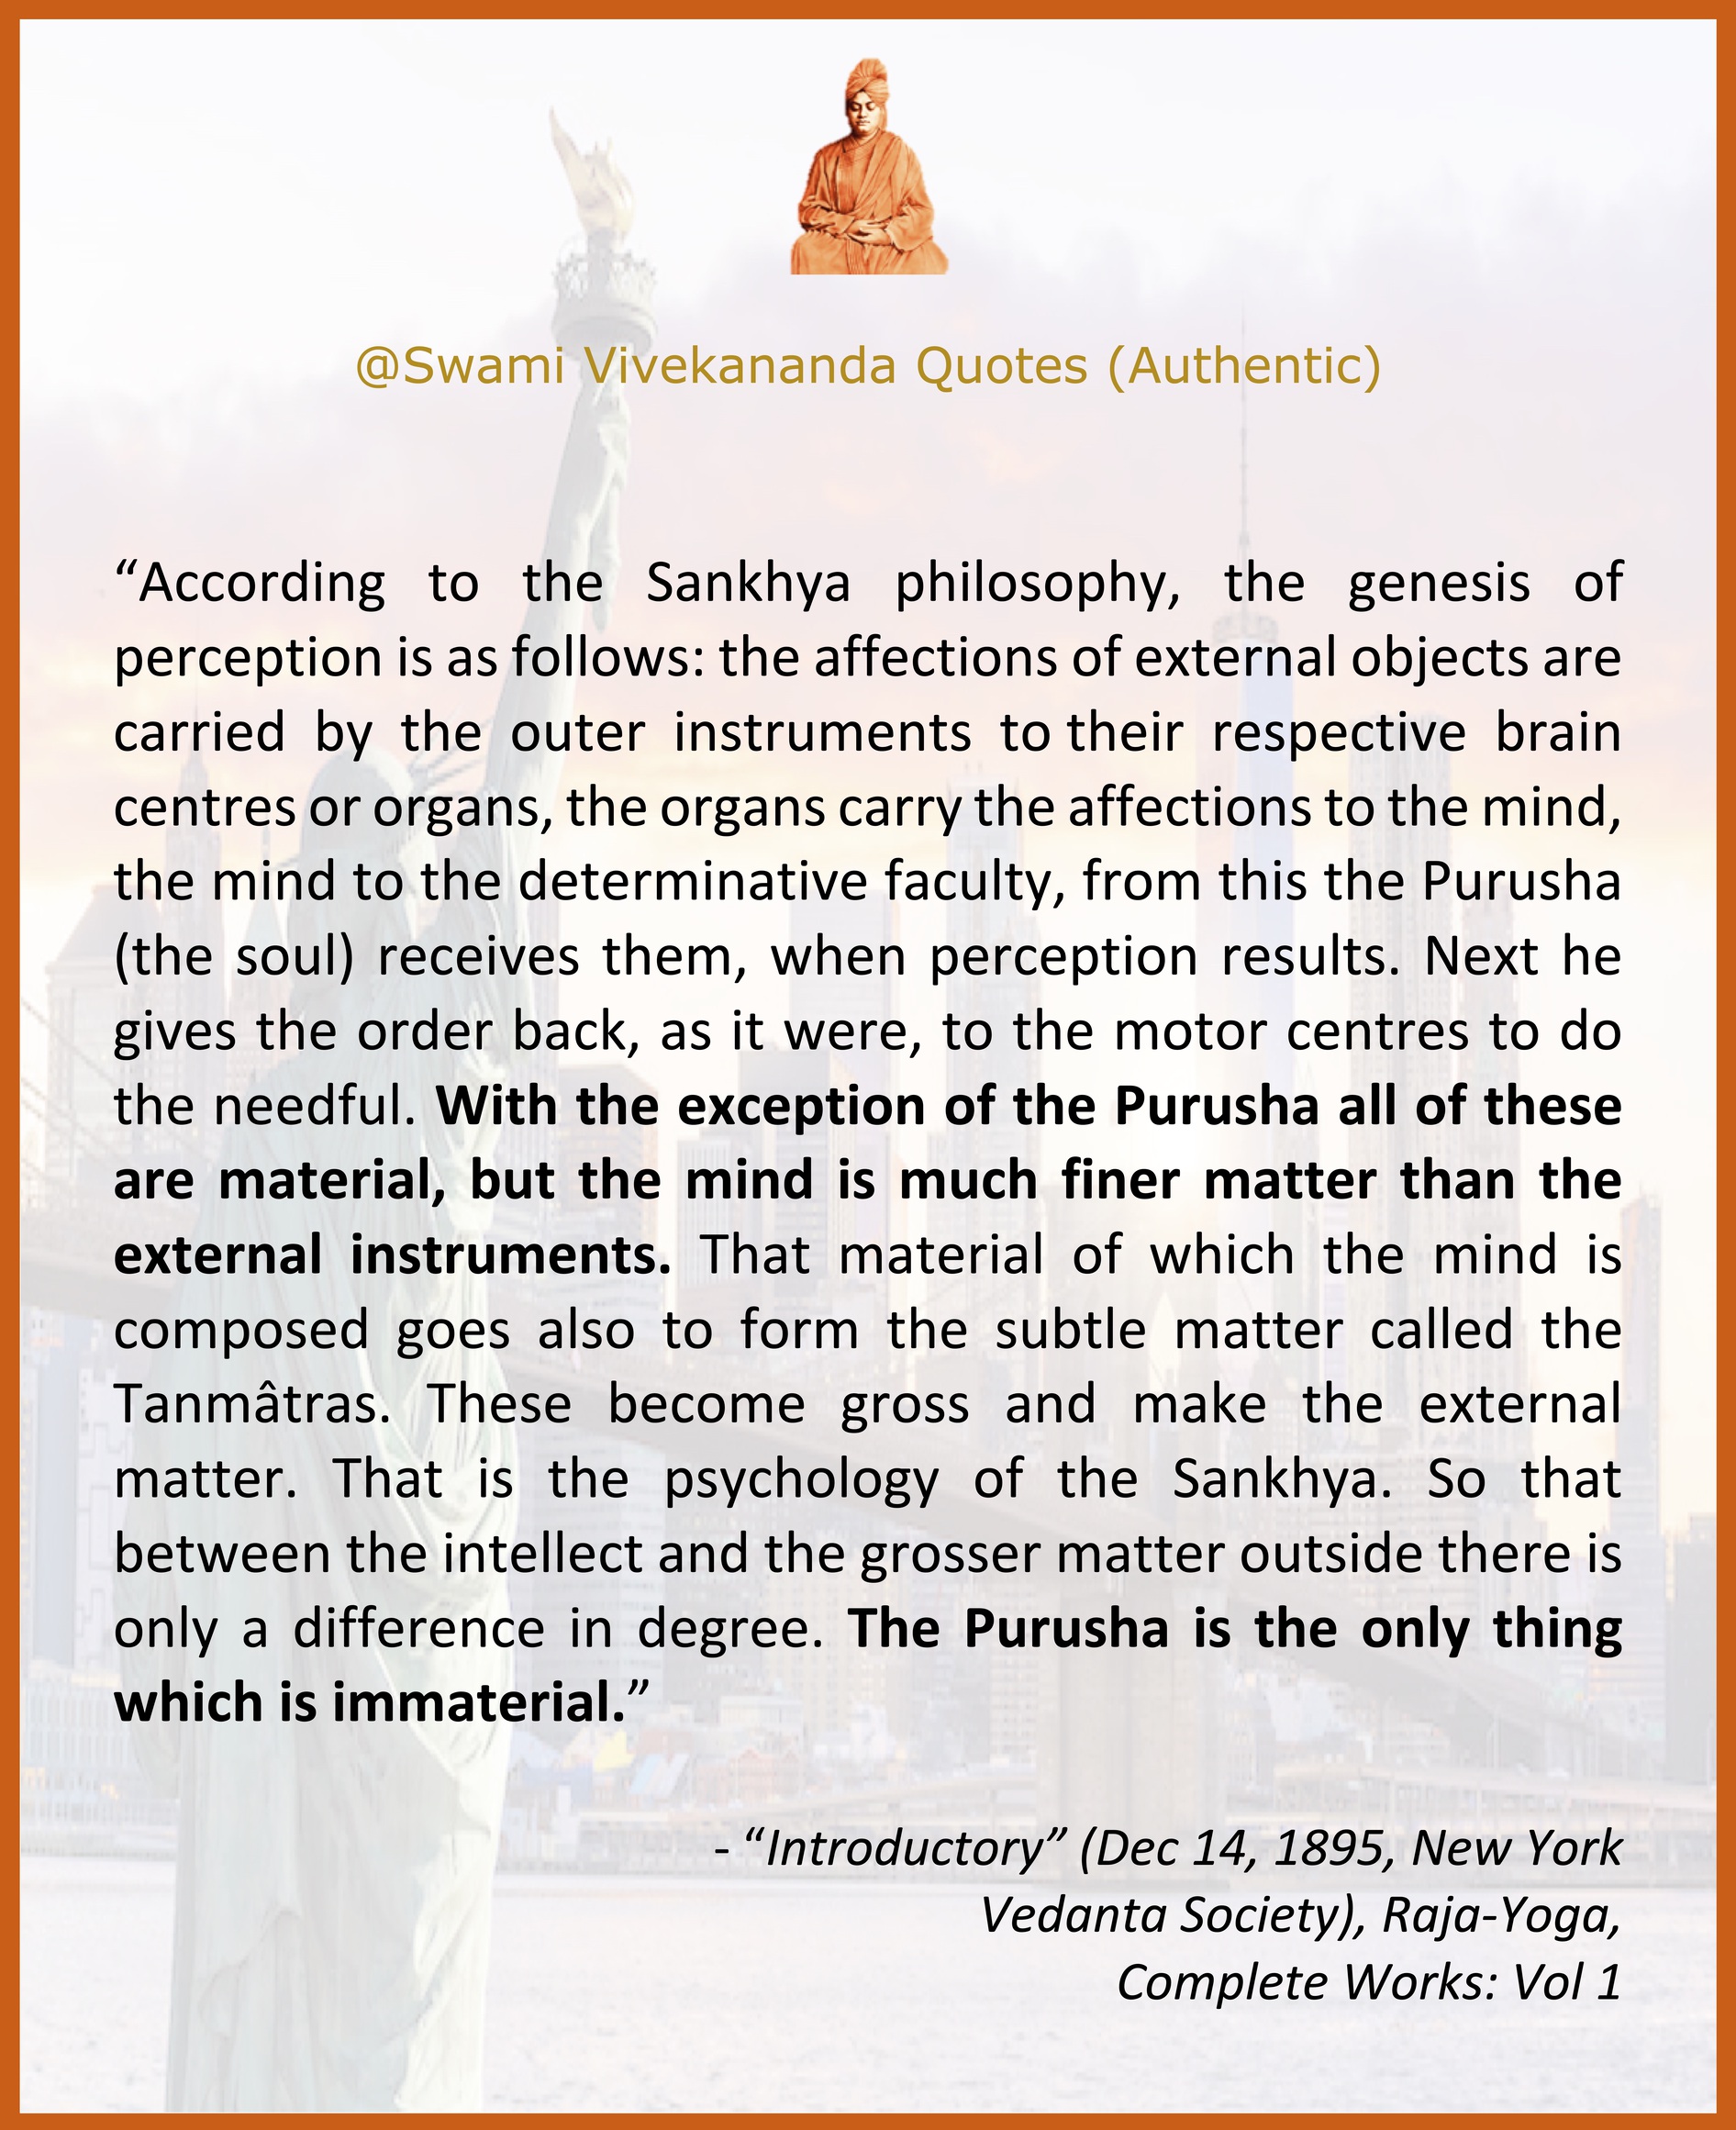 @Swami Vivekananda Quotes (Authentic)
“According to the Sankhya philosophy, the genesis of
perception is as follows: the affections of external objects are
carried by the outer instruments to their respective brain
centres or organs, the organs carry the affections to the mind,
the mind to the determinative faculty, from this the Purusha
(the soul) receives them, when perception results. Next he
gives the order back, as it were, to the motor centres to do
the needful. With the exception of the Purusha all of these
are material, but the mind is much finer matter than the
external instruments. That material of which the mind is
composed goes also to form the subtle matter called the
Tanmâtras. These become gross and make the external
matter. That is the psychology of the Sankhya. So that
between the intellect and the grosser matter outside there is
only a difference in degree. The Purusha is the only thing
which is immaterial.”
- “Introductory” (Dec 14, 1895, New York
Vedanta Society), Raja-Yoga,
Complete Works: Vol 1